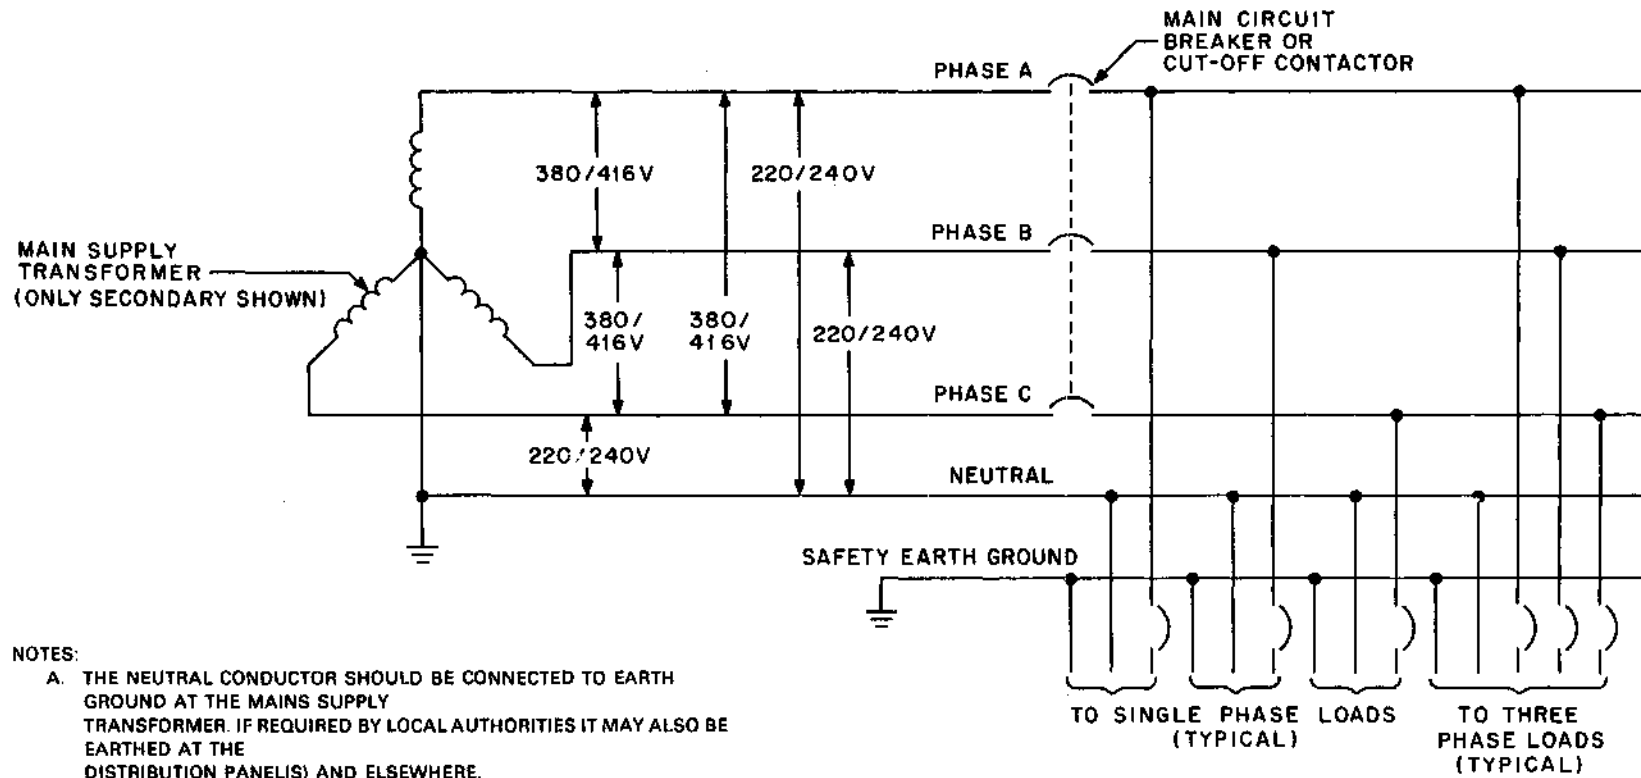 MAIN CIRCUIT
BREAKER OR
CUT-OFF CONTACTOR
PHASE A
380/416V
220/240V
PHASE B
MAIN SUPPLY
TRANSFORMER
(ONLY SECONDARY SHOWN)
380/
416V
380/
416V
220/240V
PHASE C
220/240V
NEUTRAL
SAFETY EARTH GROUND
NOTES:
A. THE NEUTRAL CONDUCTOR SHOULD BE CONNECTED TO EARTH
GROUND AT THE MAINS SUPPLY
TRANSFORMER. IF REQUIRED BY LOCAL AUTHORITIES IT MAY ALSO BE
EARTHED AT THE
DISTRIBUTION PANEL(S) AND ELSEWHERE.
TO SINGLE PHASE LOADS
(TYPICAL)
TO THREE
PHASE LOADS
(TYPICAL)